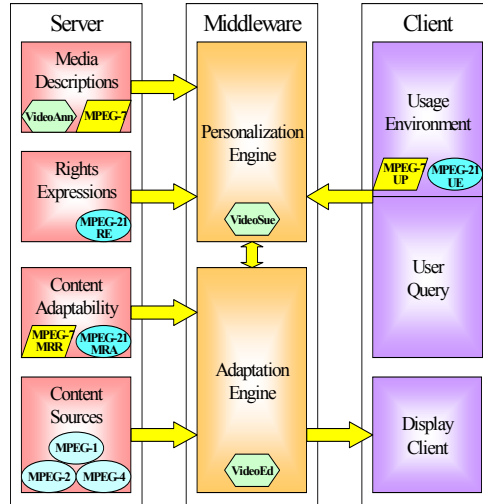 Server
Media
Descriptions
VideoAnn
MPEG-7
Rights
Expressions
MPEG-21
RE
Content
Adaptability
MPEG-7
MRR
MPEG-21
MRA
Content
Sources
MPEG-1
MPEG-2
MPEG-4
Middleware
Personalization
Engine
VideoSue
Adaptation
Engine
VideoEd
Client
Usage
Environment
MPEG-7
UP
MPEG-21
UE
User
Query
Display
Client